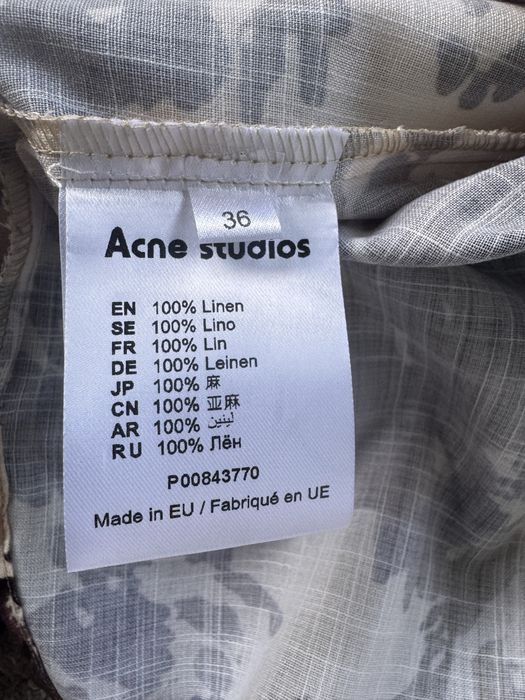 36
Acne Studios
EN 100% Linen
SE 100% Lino
FR 100% Lin
DE 100% Leinen
JP 100% 麻
CN 100% 亚麻
AR 100% لينين
RU 100% Лён
P00843770
Made in EU / Fabriqué en UE